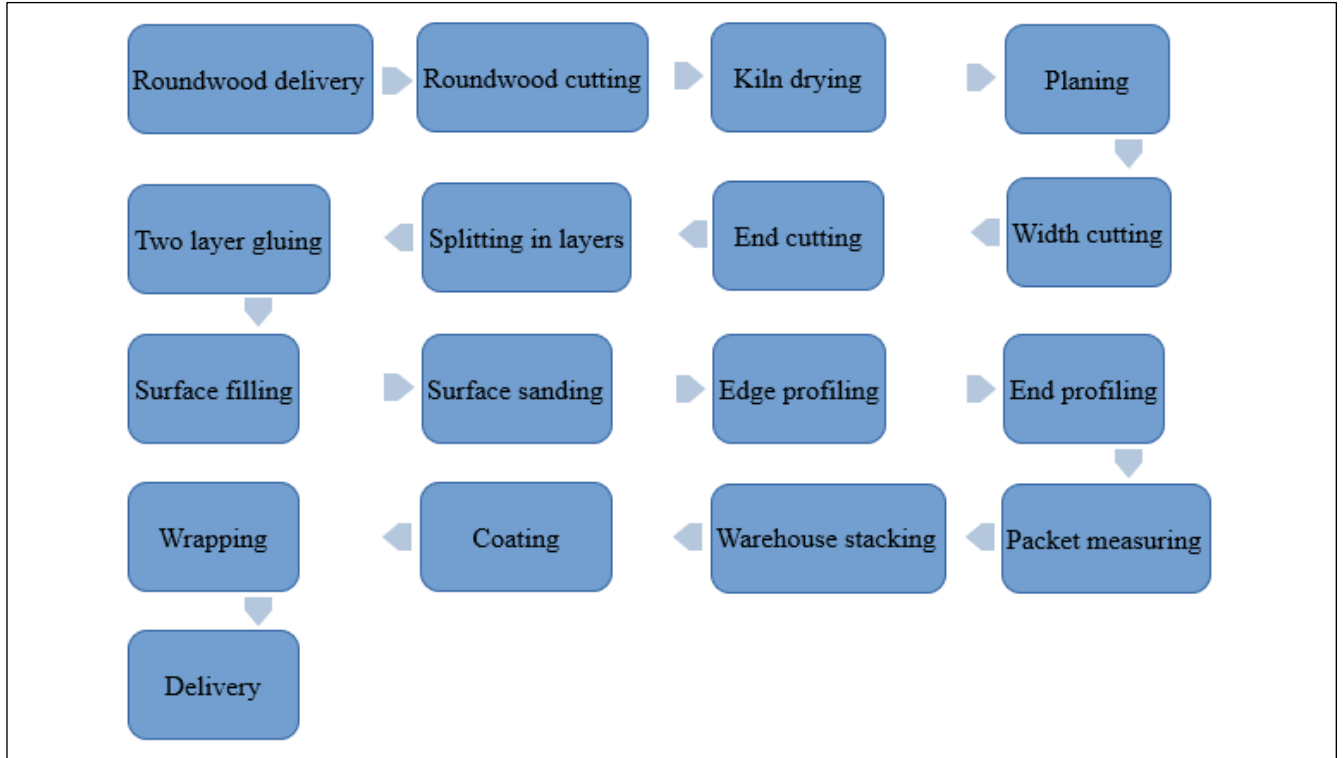 Roundwood delivery
Roundwood cutting
Kiln drying
Planing
Width cutting
End cutting
Splitting in layers
Two layer gluing
Surface filling
Surface sanding
Edge profiling
End profiling
Packet measuring
Warehouse stacking
Coating
Wrapping
Delivery